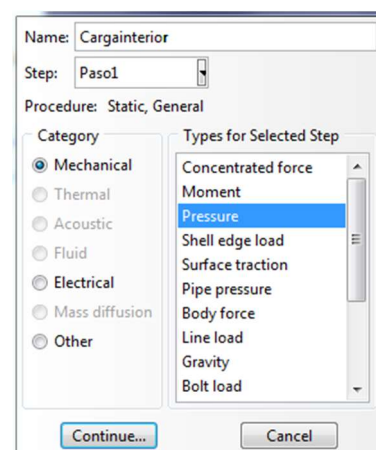 Name: Cargainterior
Step: Paso1
Procedure: Static, General
Category
Mechanical
Thermal
Acoustic
Fluid
Electrical
Mass diffusion
Other
Types for Selected Step
Concentrated force
Moment
Pressure
Shell edge load
Surface traction
Pipe pressure
Body force
Line load
Gravity
Bolt load
Continue...
Cancel